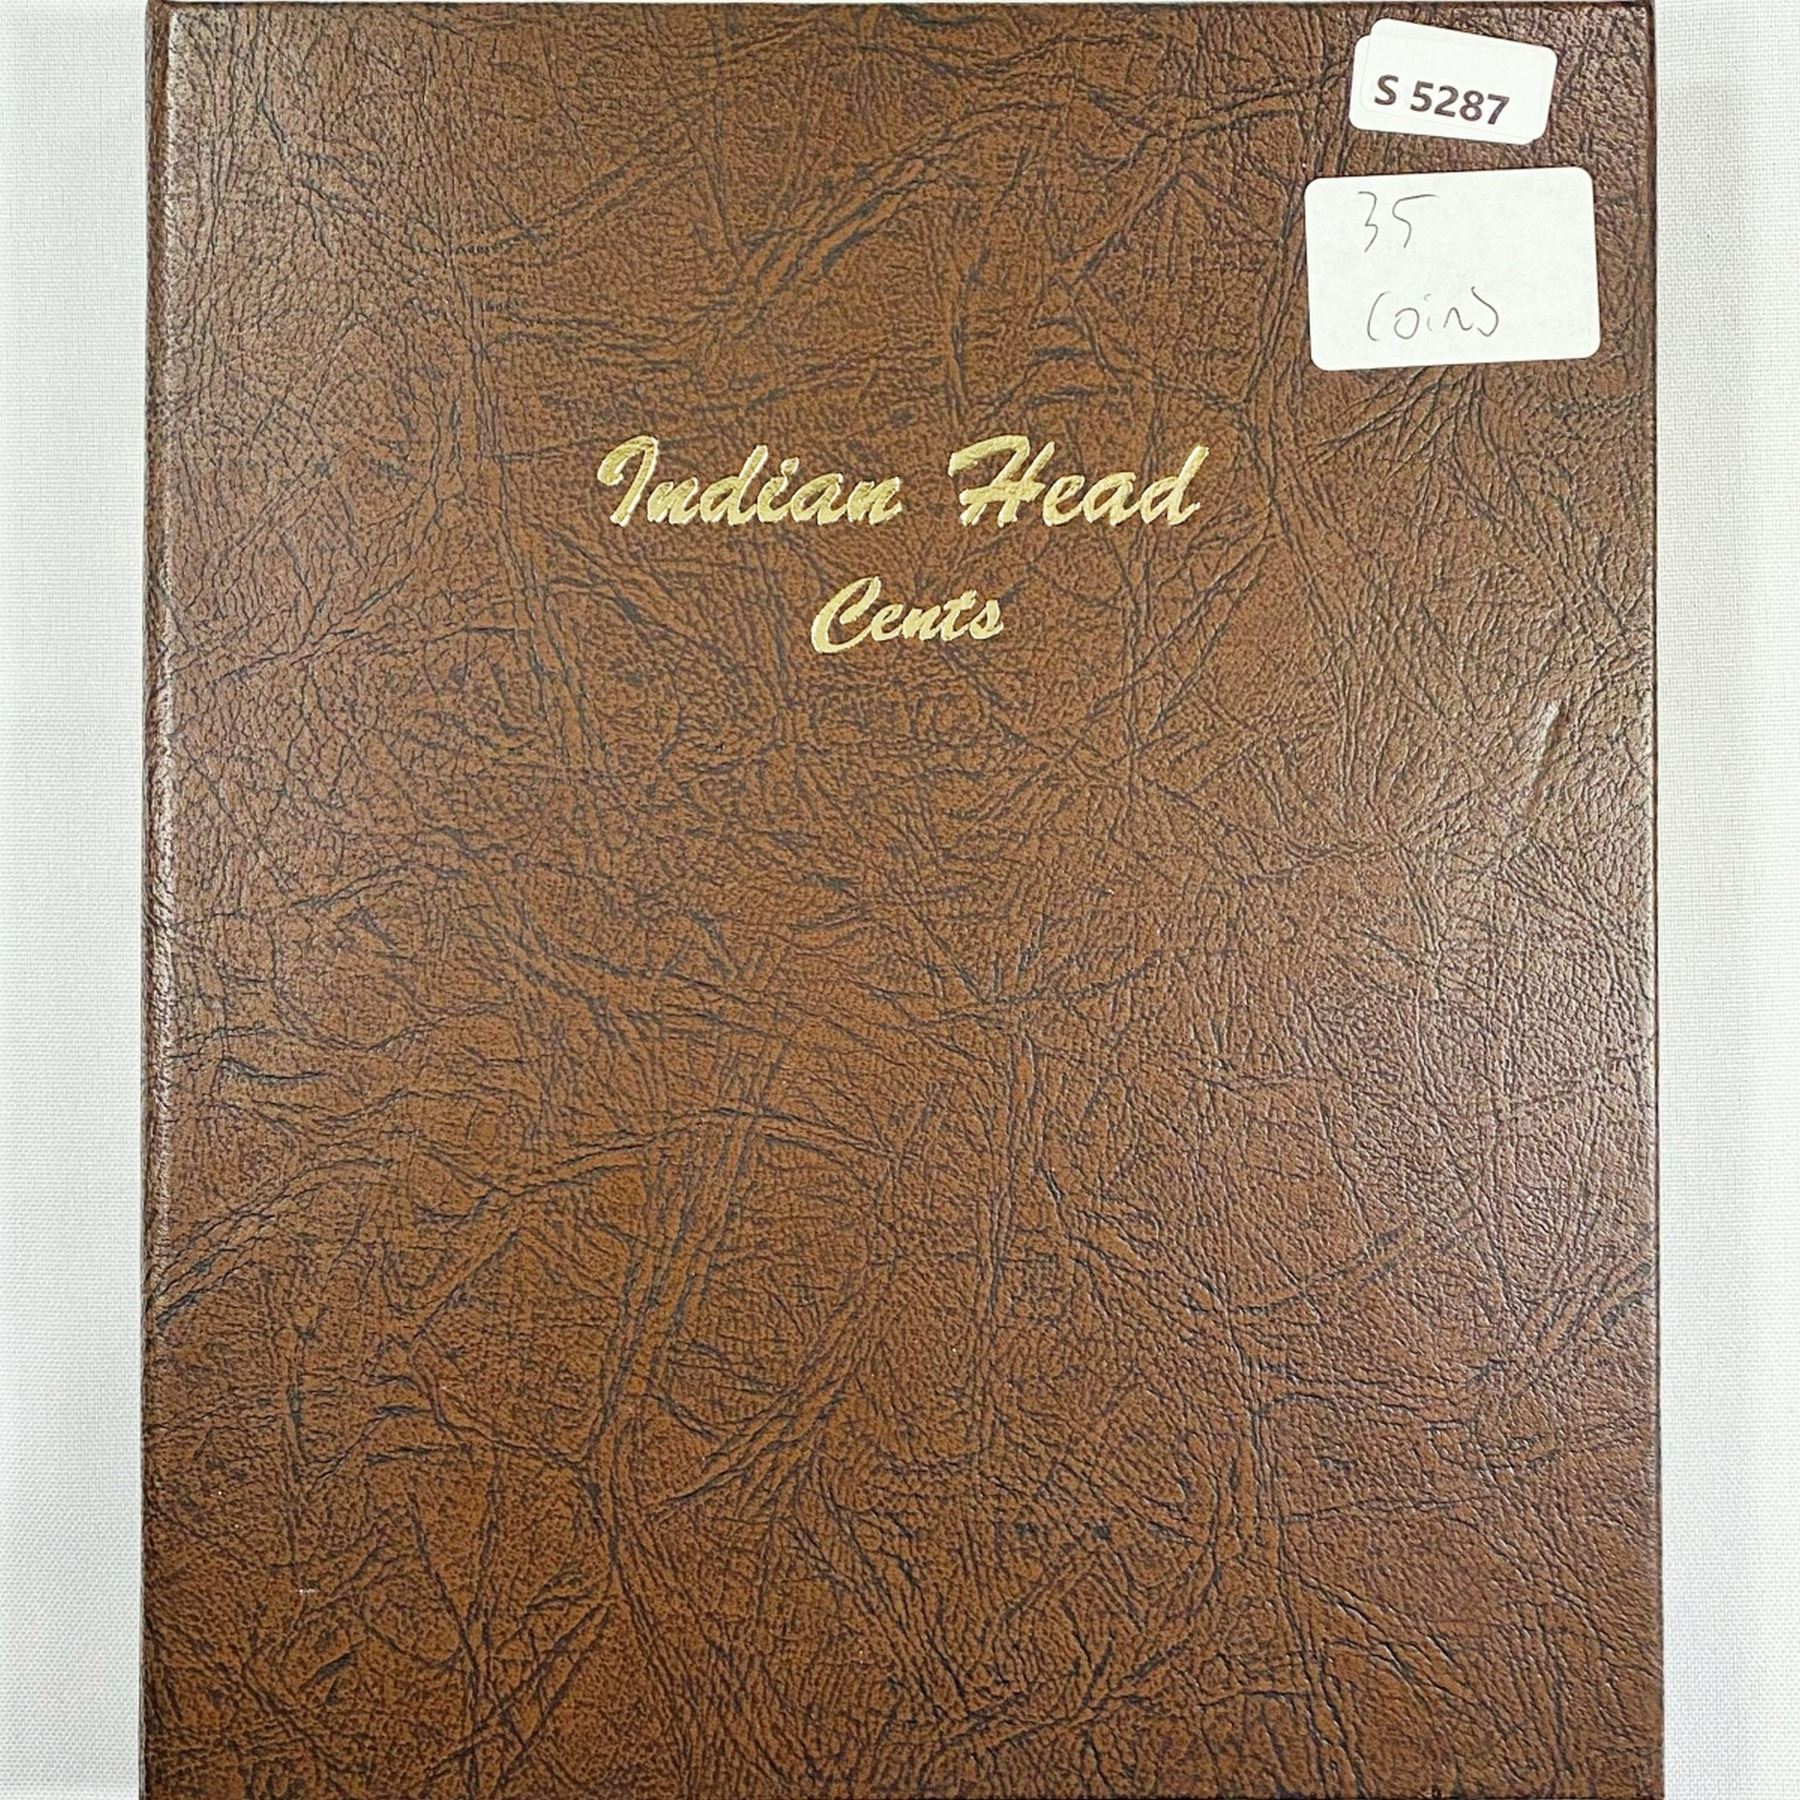 S 5287
35
Coins
Indian Head
Cents